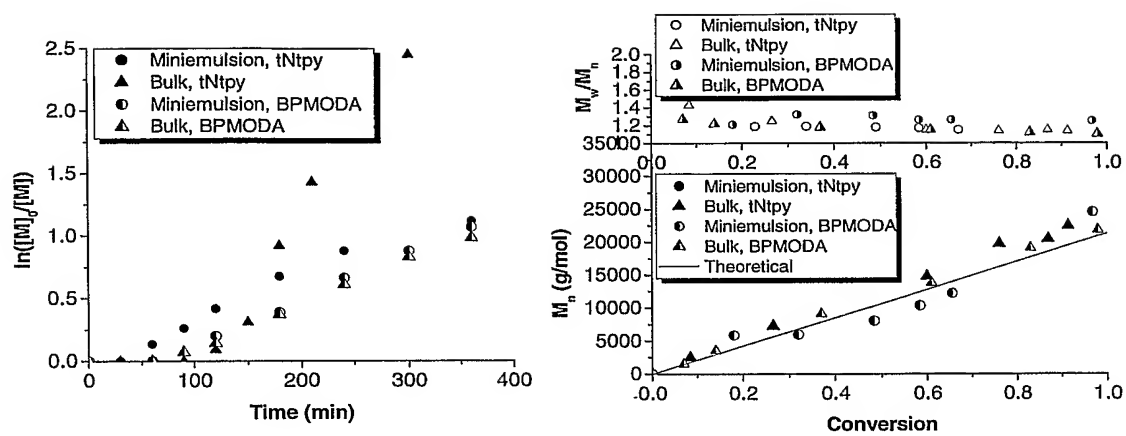 Miniemulsion, tNtpy
Bulk, tNtpy
Miniemulsion, BPMODA
Bulk, BPMODA
2.5
2.0
1.5
1.0
0.5
0.0
ln([M]₀/[M])
0
100
200
300
400
Time (min)
Miniemulsion, tNtpy
Bulk, tNtpy
Miniemulsion, BPMODA
Bulk, BPMODA
2.0
1.8
1.6
1.4
1.2
Mw/Mn
0.0
0.2
0.4
0.6
0.8
1.0
Miniemulsion, tNtpy
Bulk, tNtpy
Miniemulsion, BPMODA
Bulk, BPMODA
Theoretical
35000
30000
25000
20000
15000
10000
5000
0
Mn (g/mol)
-0.0
0.2
0.4
0.6
0.8
1.0
Conversion